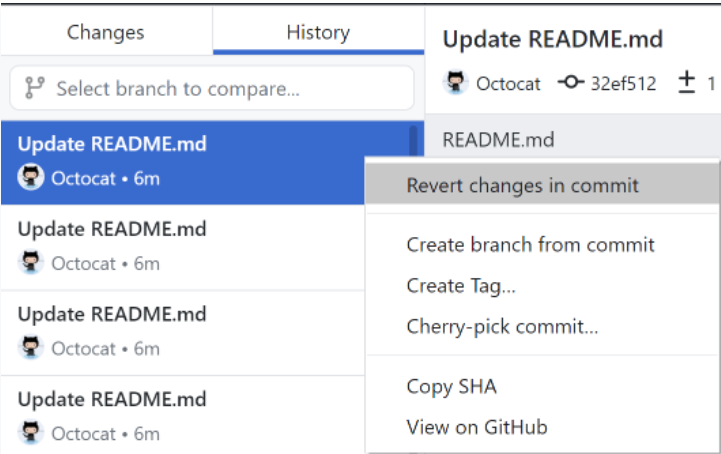 Changes
History
Select branch to compare...
Update README.md
Octocat • 6m
Update README.md
Octocat • 6m
Update README.md
Octocat • 6m
Update README.md
Octocat • 6m
Update README.md
Octocat 32ef512 ± 1
README.md
Revert changes in commit
Create branch from commit
Create Tag...
Cherry-pick commit...
Copy SHA
View on GitHub